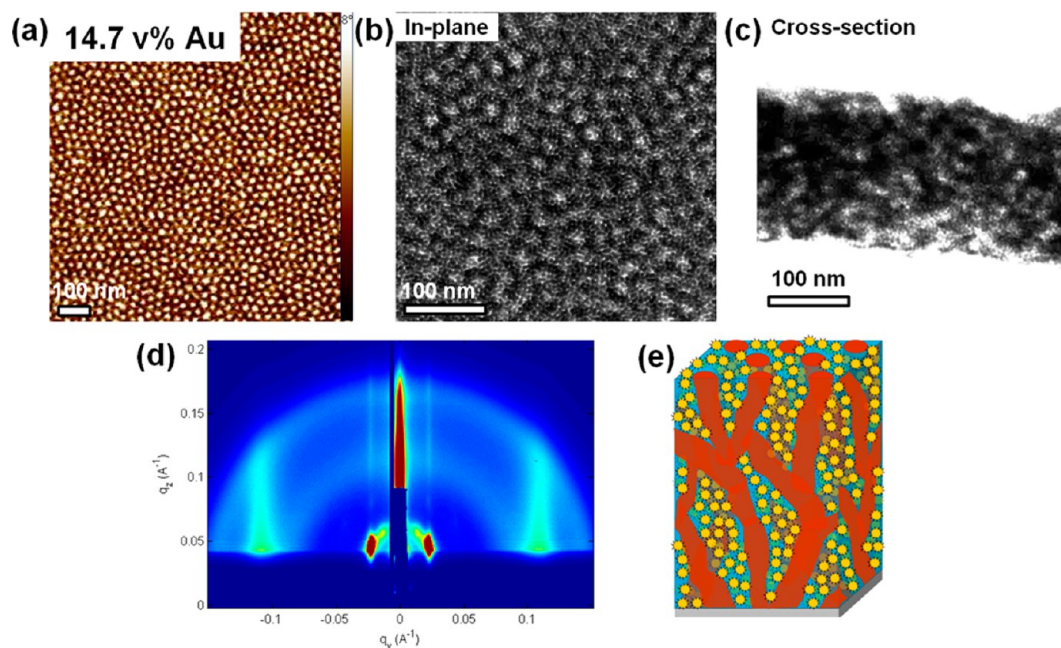 (a)
14.7 v% Au
8°
100 nm
(b)
In-plane
100 nm
(c) Cross-section
100 nm
(d)
0.2
0.15
0.1
0.05
0
q_z (A^-1)
-0.1
-0.05
0
0.05
0.1
q_y (A^-1)
(e)